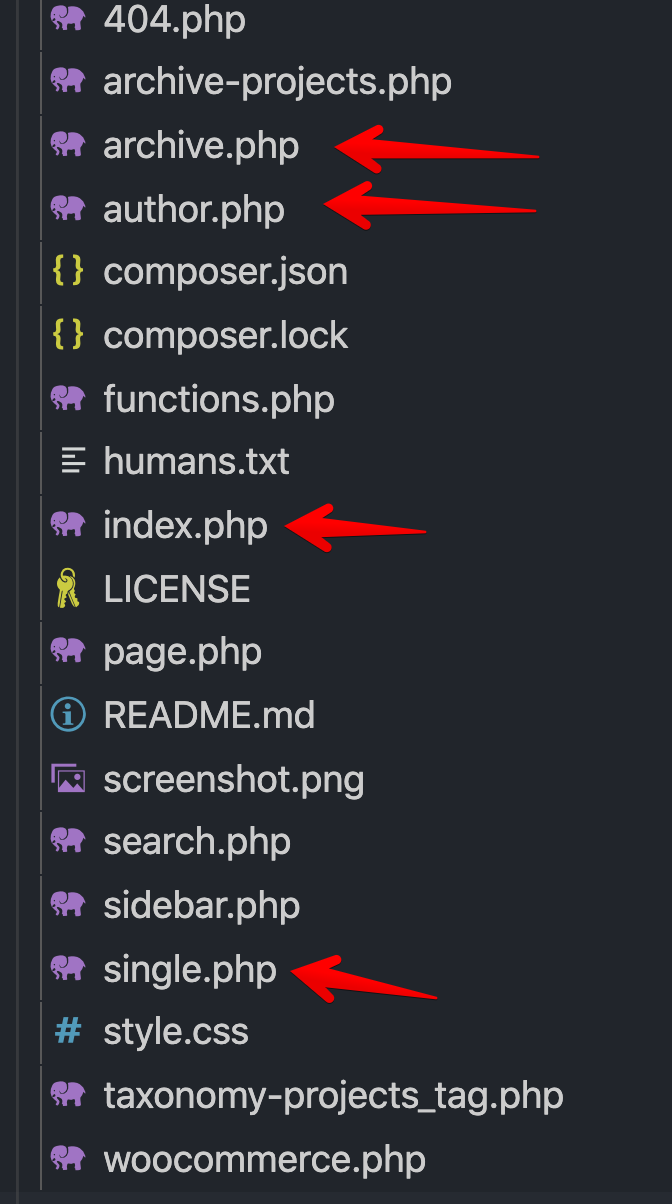 404.php
archive-projects.php
archive.php
author.php
composer.json
composer.lock
functions.php
humans.txt
index.php
LICENSE
page.php
README.md
screenshot.png
search.php
sidebar.php
single.php
style.css
taxonomy-projects_tag.php
woocommerce.php